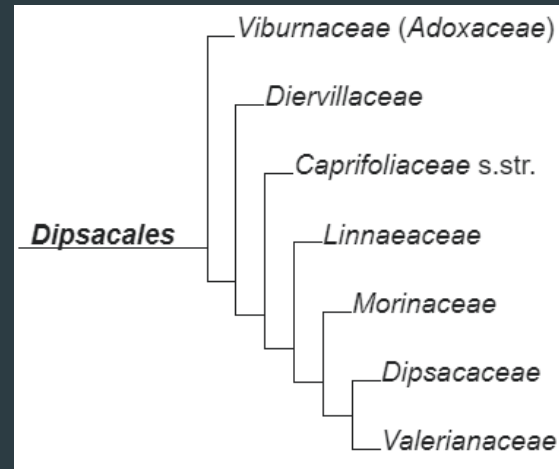 Viburnaceae (Adoxaceae)
Diervillaceae
Caprifoliaceae s.str.
Dipsacales
Linnaeaceae
Morinaceae
Dipsacaceae
Valerianaceae